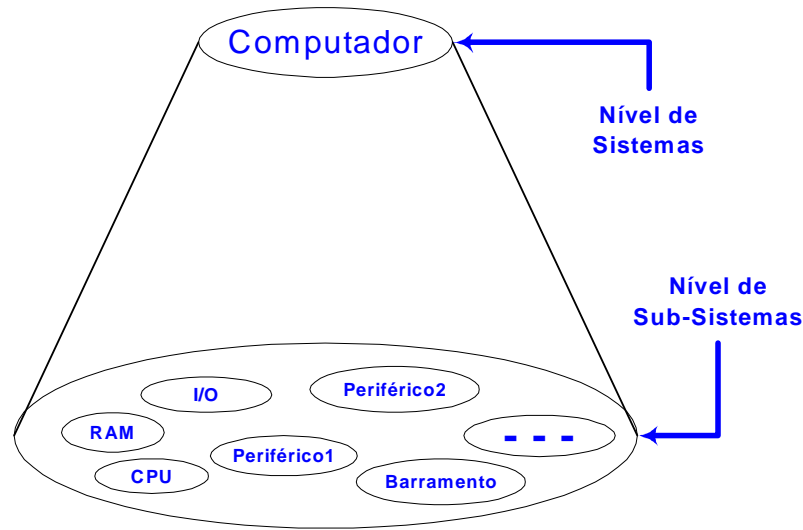 Computador
Nível de
Sistemas
Nível de
Sub-Sistemas
I/O
Periférico2
RAM
- - -
Periférico1
CPU
Barramento